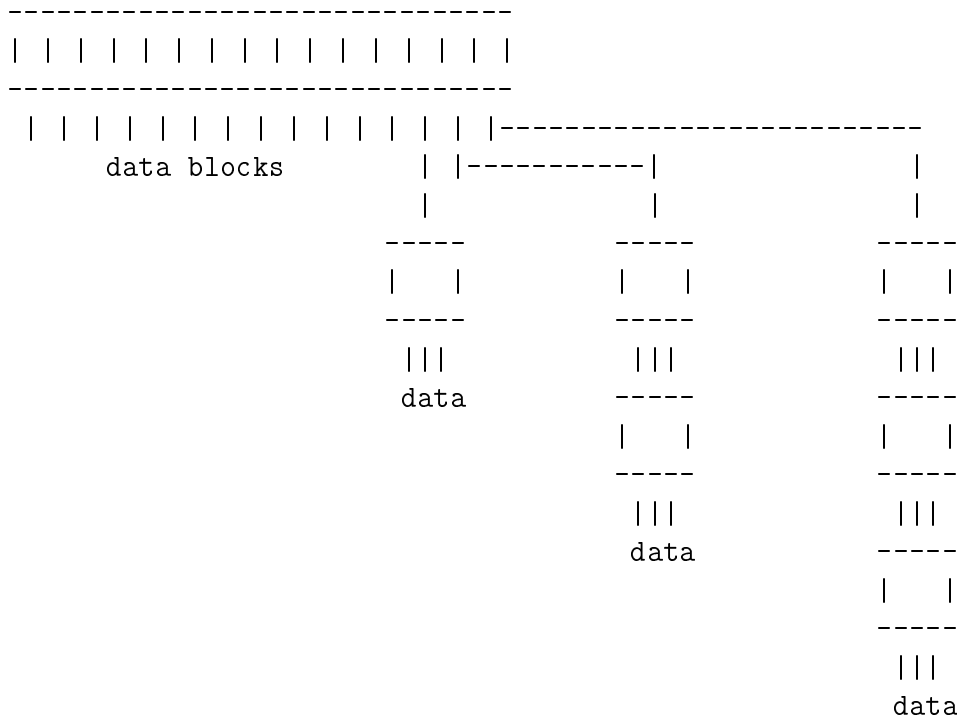 -------------------------------
| | | | | | | | | | | | | | | |
-------------------------------
 | | | | | | | | | | | | | | |--------------------------
      data blocks        | |-----------|               |
                         |             |               |
                       -----         -----           -----
                       |   |         |   |           |   |
                       -----         -----           -----
                        |||           |||             |||
                        data         -----           -----
                                     |   |           |   |
                                     -----           -----
                                      |||             |||
                                      data           -----
                                                     |   |
                                                     -----
                                                      |||
                                                      data